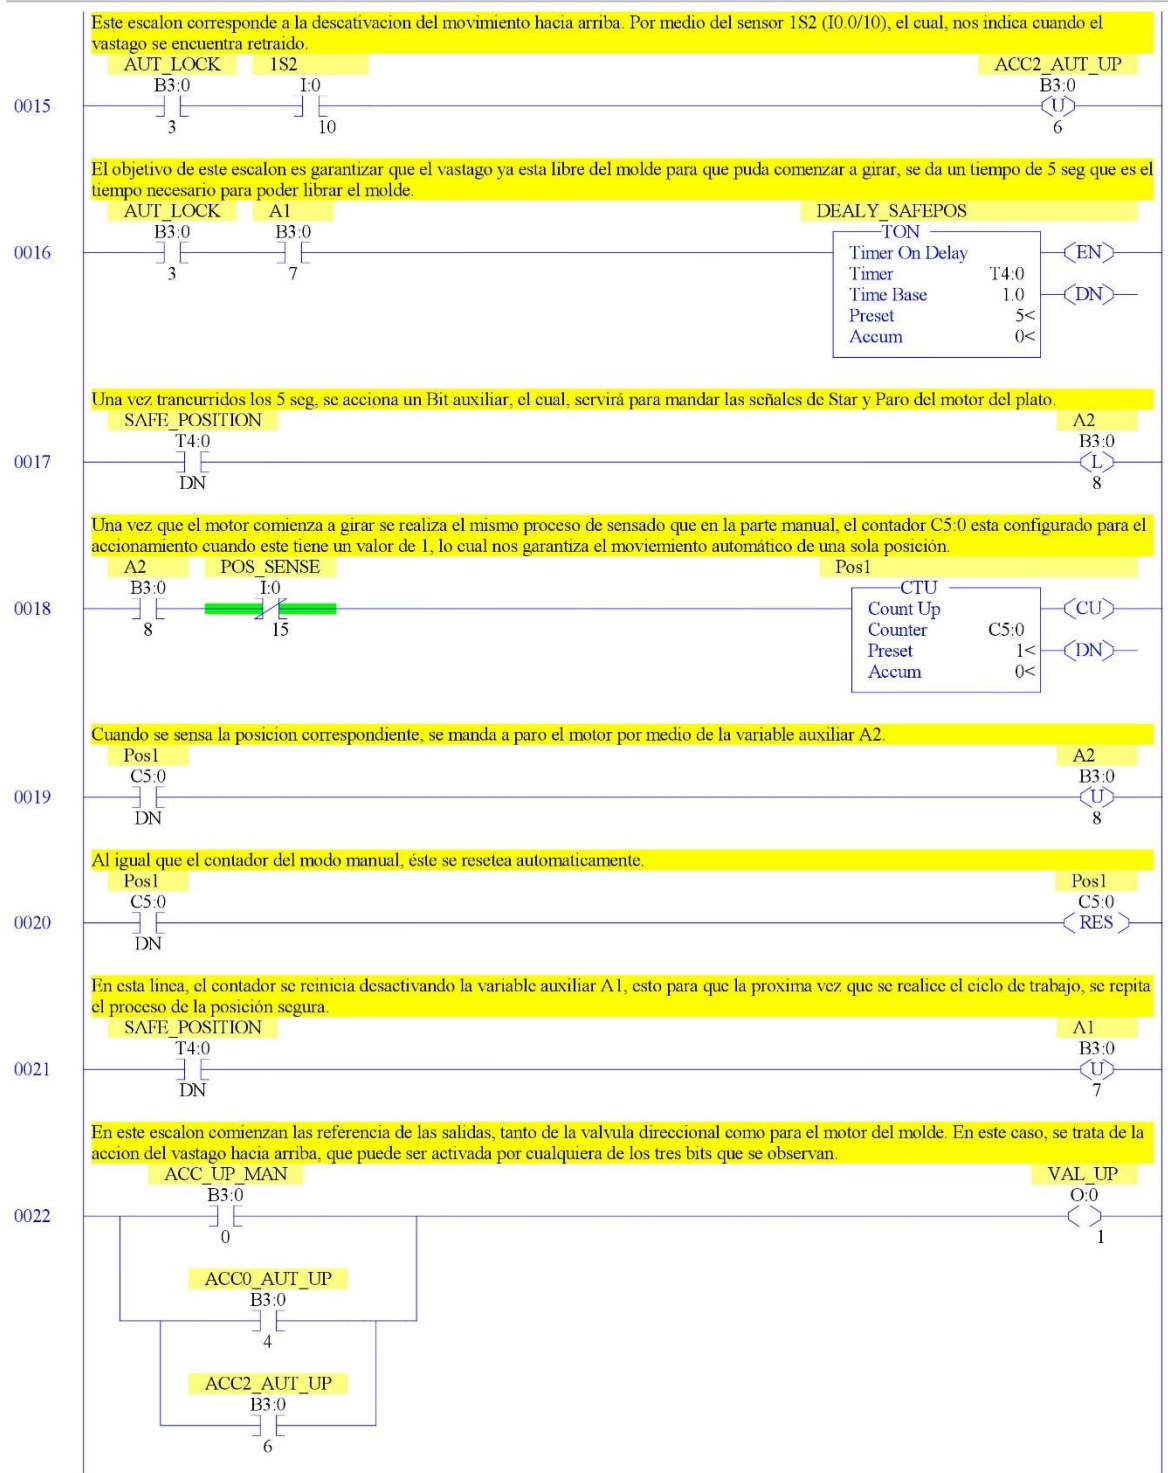 Este escalon corresponde a la descativacion del movimiento hacia arriba. Por medio del sensor 1S2 (I0.0/10), el cual, nos indica cuando el
vastago se encuentra retraido.
AUT_LOCK 1S2 ACC2_AUT_UP
B3:0 I:0 B3:0
0015 U
3 10 6
El objetivo de este escalon es garantizar que el vastago ya esta libre del molde para que puda comenzar a girar, se da un tiempo de 5 seg que es el
tiempo necesario para poder librar el molde.
AUT_LOCK A1 DEALY_SAFEPOS
B3:0 B3:0 TON
0016 Timer On Delay EN
3 7 Timer T4:0
Time Base 1.0 DN
Preset 5<
Accum 0<
Una vez trancurridos los 5 seg, se acciona un Bit auxiliar, el cual, servirá para mandar las señales de Star y Paro del motor del plato.
SAFE_POSITION A2
T4:0 B3:0
0017 L
DN 8
Una vez que el motor comienza a girar se realiza el mismo proceso de sensado que en la parte manual, el contador C5:0 esta configurado para el
accionamiento cuando este tiene un valor de 1, lo cual nos garantiza el moviemiento automático de una sola posición.
A2 POS_SENSE Pos1
B3:0 I:0 CTU
0018 Count Up CU
8 15 Counter C5:0
Preset 1< DN
Accum 0<
Cuando se sensa la posicion correspondiente, se manda a paro el motor por medio de la variable auxiliar A2.
Pos1 A2
C5:0 B3:0
0019 U
DN 8
Al igual que el contador del modo manual, éste se resetea automaticamente.
Pos1 Pos1
C5:0 C5:0
0020 RES
DN
En esta linea, el contador se reinicia desactivando la variable auxiliar A1, esto para que la proxima vez que se realice el ciclo de trabajo, se repita
el proceso de la posición segura.
SAFE_POSITION A1
T4:0 B3:0
0021 U
DN 7
En este escalon comienzan las referencia de las salidas, tanto de la valvula direccional como para el motor del molde. En este caso, se trata de la
accion del vastago hacia arriba, que puede ser activada por cualquiera de los tres bits que se observan.
ACC_UP_MAN VAL_UP
B3:0 O:0
0022
0 1
ACC0_AUT_UP
B3:0
4
ACC2_AUT_UP
B3:0
6